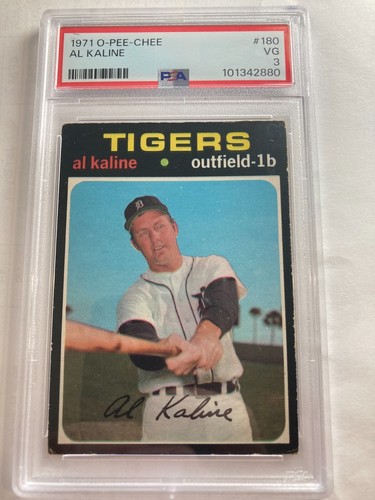 1971 O-PEE-CHEE #180
AL KALINE VG
PSA 3
101342880
TIGERS
al kaline • outfield-1b
D
Al Kaline